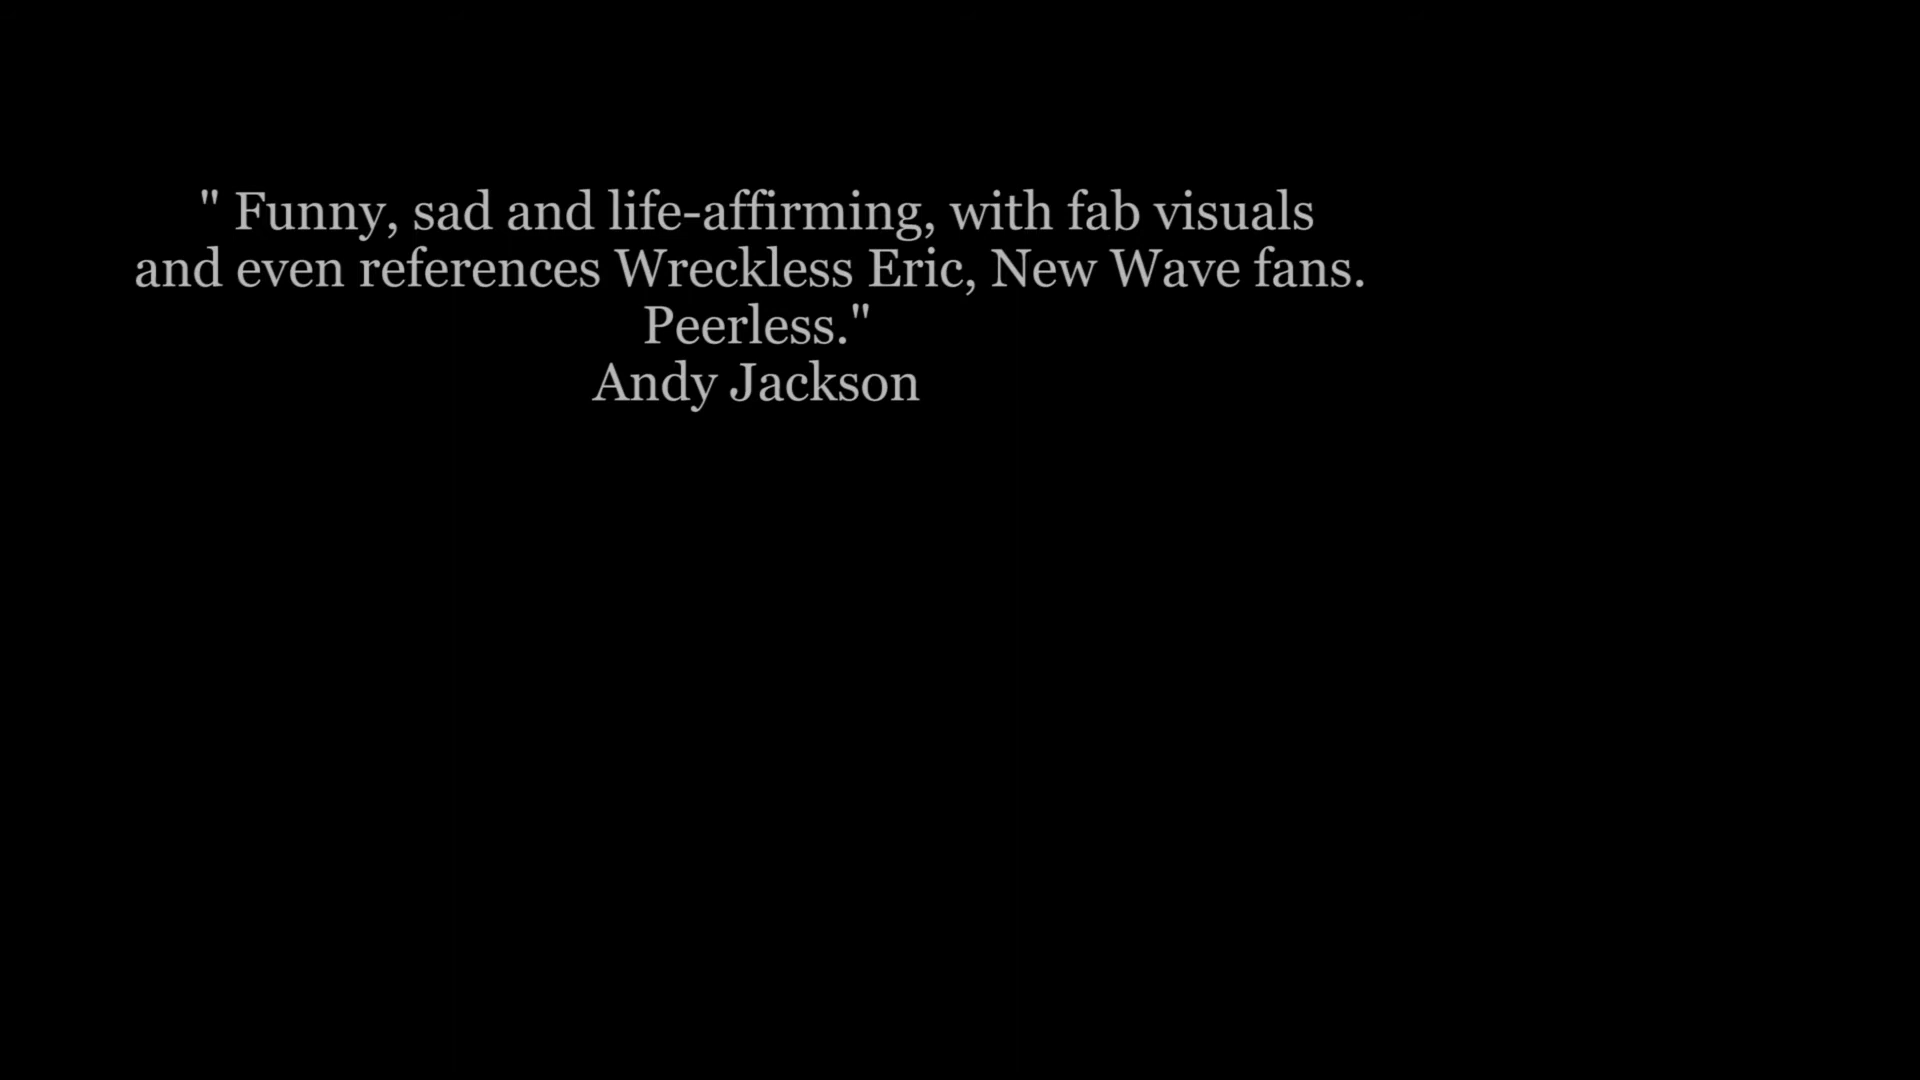 " Funny, sad and life-affirming, with fab visuals
and even references Wreckless Eric, New Wave fans.
Peerless."
Andy Jackson